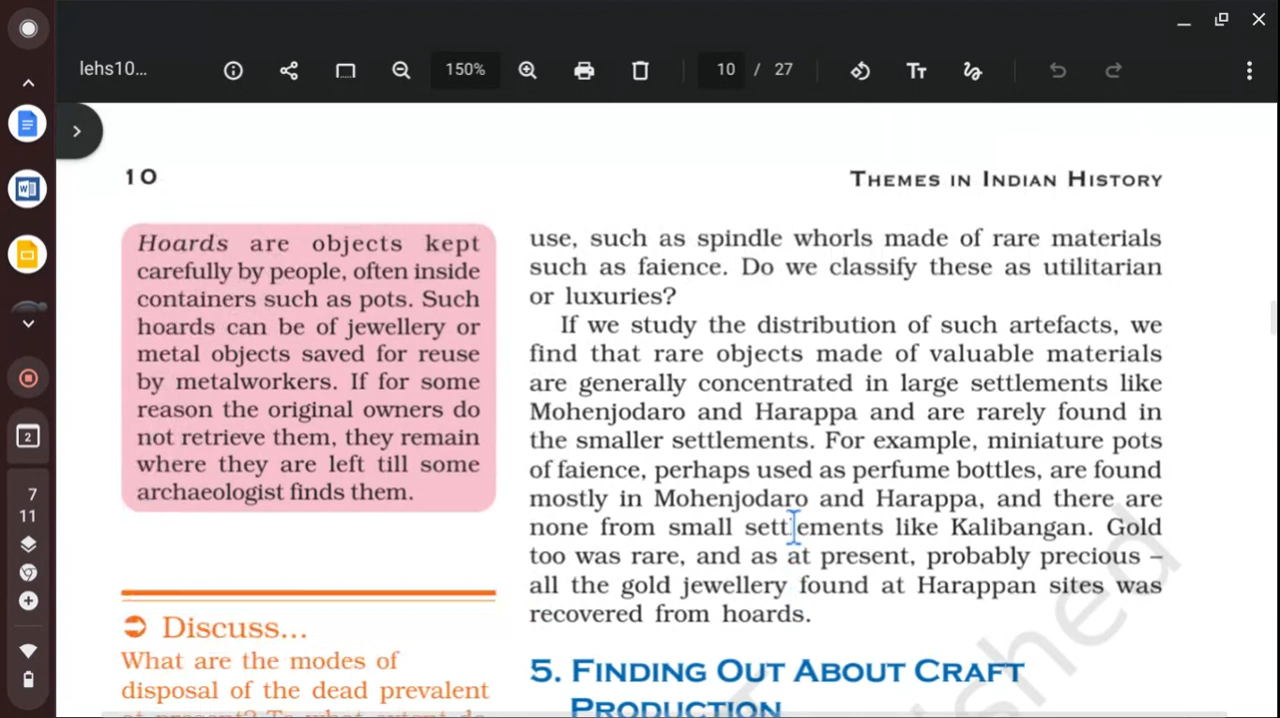 lehs10...
150%
10 / 27
10
THEMES IN INDIAN HISTORY
Hoards are objects kept
carefully by people, often inside
containers such as pots. Such
hoards can be of jewellery or
metal objects saved for reuse
by metalworkers. If for some
reason the original owners do
not retrieve them, they remain
where they are left till some
archaeologist finds them.
Discuss...
What are the modes of
disposal of the dead prevalent
use, such as spindle whorls made of rare materials
such as faience. Do we classify these as utilitarian
or luxuries?
If we study the distribution of such artefacts, we
find that rare objects made of valuable materials
are generally concentrated in large settlements like
Mohenjodaro and Harappa and are rarely found in
the smaller settlements. For example, miniature pots
of faience, perhaps used as perfume bottles, are found
mostly in Mohenjodaro and Harappa, and there are
none from small settlements like Kalibangan. Gold
too was rare, and as at present, probably precious –
all the gold jewellery found at Harappan sites was
recovered from hoards.
5. FINDING OUT ABOUT CRAFT
PRODUCTION
2
7
11
Tт
W
shed